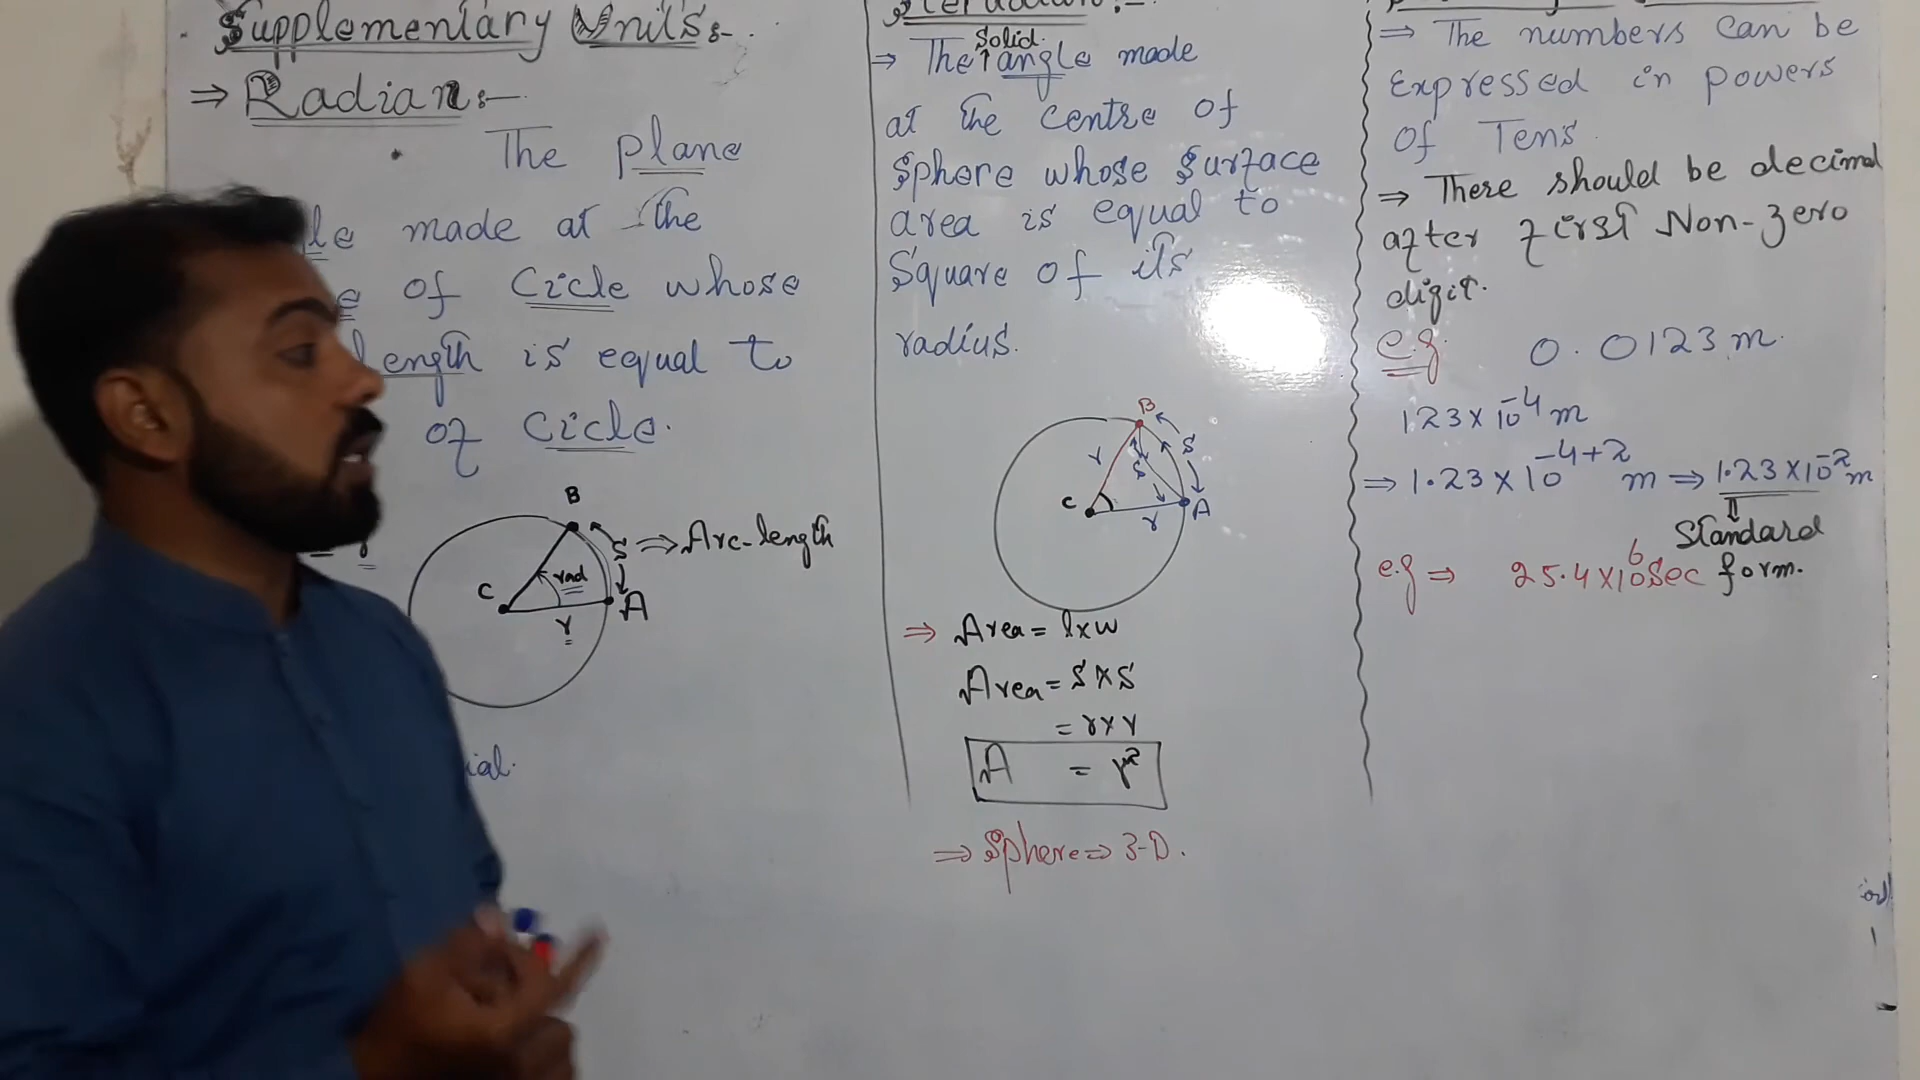 Supplementary Units:-
⇒ Radian:-
The plane
le made at the
e of Cicle whose
length is equal to
of Cicle.
B
S ⇒ Arc-length
C
rad
A
r
ial.
Steradian:-
Solid
⇒ The ↑ angle made
at the centre of
Sphere whose surface
area is equal to
Square of its
radius.
B
S
r
S
C
A
r
⇒ Area = l×w
Area = S×S
= r×r
A = r²
⇒ Sphere ⇒ 3-D.
⇒ The numbers can be
Expressed in powers
of Tens.
⇒ There should be decimal
after first Non-zero
digit.
e.g. 0.0123 m.
123×10⁻⁴ m
⇒ 1.23×10⁻⁴⁺² m ⇒ 1.23×10⁻² m
⇓
Standard
form.
e.g ⇒ 25.4×10⁶ Sec